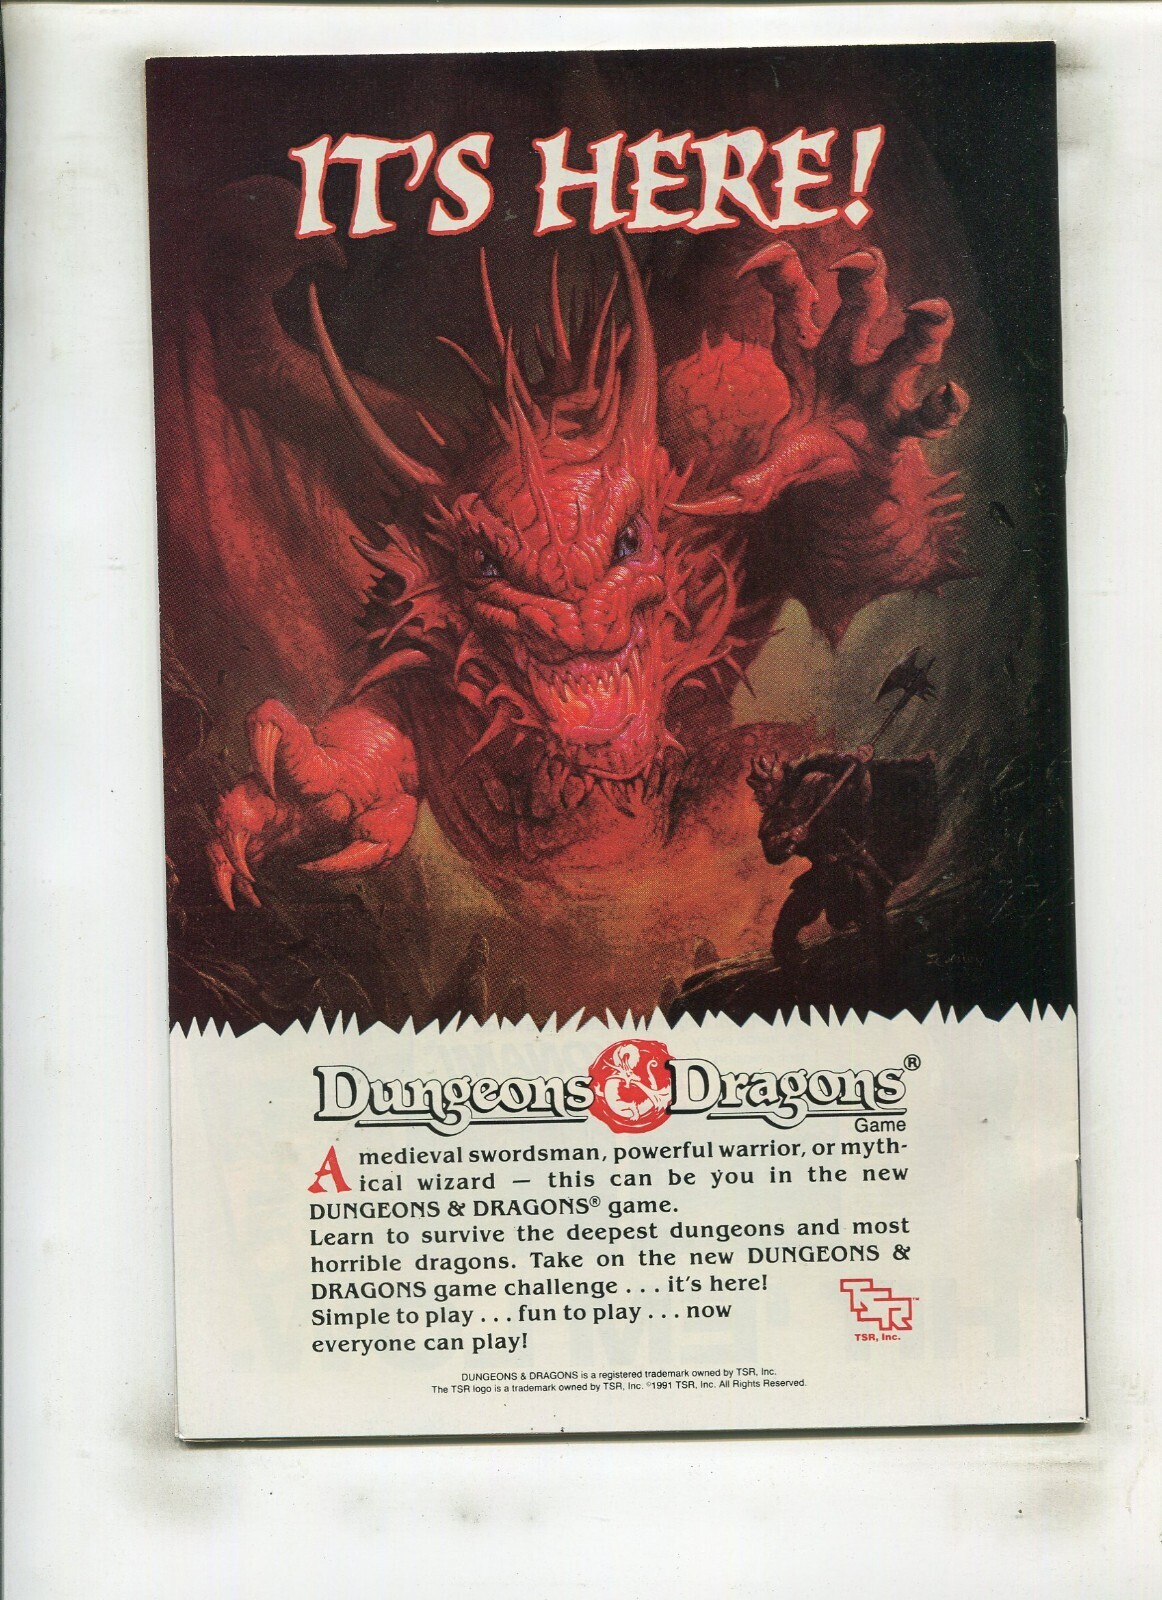 IT'S HERE!
Dungeons & Dragons®
Game
A medieval swordsman, powerful warrior, or myth-
ical wizard — this can be you in the new
DUNGEONS & DRAGONS® game.
Learn to survive the deepest dungeons and most
horrible dragons. Take on the new DUNGEONS &
DRAGONS game challenge . . . it's here!
Simple to play . . . fun to play . . . now
everyone can play!
TSR™
TSR, Inc.
DUNGEONS & DRAGONS is a registered trademark owned by TSR, Inc.
The TSR logo is a trademark owned by TSR, Inc. ©1991 TSR, Inc. All Rights Reserved.